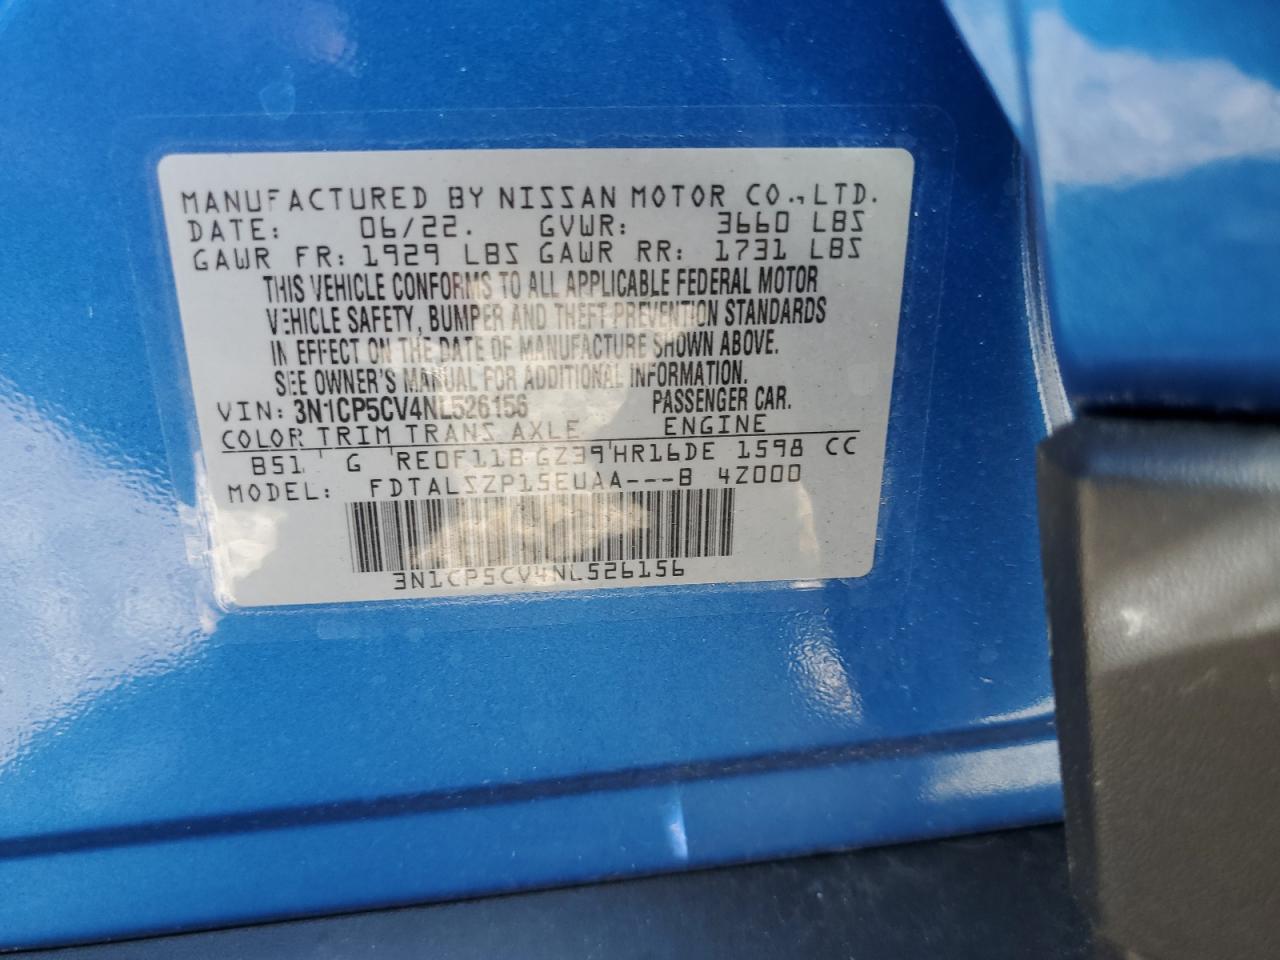 MANUFACTURED BY NISSAN MOTOR CO., LTD.
DATE: 06/22. GVWR: 3660 LBS
GAWR FR: 1929 LBS GAWR RR: 1731 LBS
THIS VEHICLE CONFORMS TO ALL APPLICABLE FEDERAL MOTOR
VEHICLE SAFETY, BUMPER AND THEFT PREVENTION STANDARDS
IN EFFECT ON THE DATE OF MANUFACTURE SHOWN ABOVE.
SEE OWNER'S MANUAL FOR ADDITIONAL INFORMATION.
VIN: 3N1CP5CV4NL526156 PASSENGER CAR.
COLOR TRIM TRANS AXLE ENGINE
B51 G RE0F11B GZ39 HR16DE 1598 CC
MODEL: FDTALSZP15EUAA---B 4Z000
3N1CP5CV4NL526156